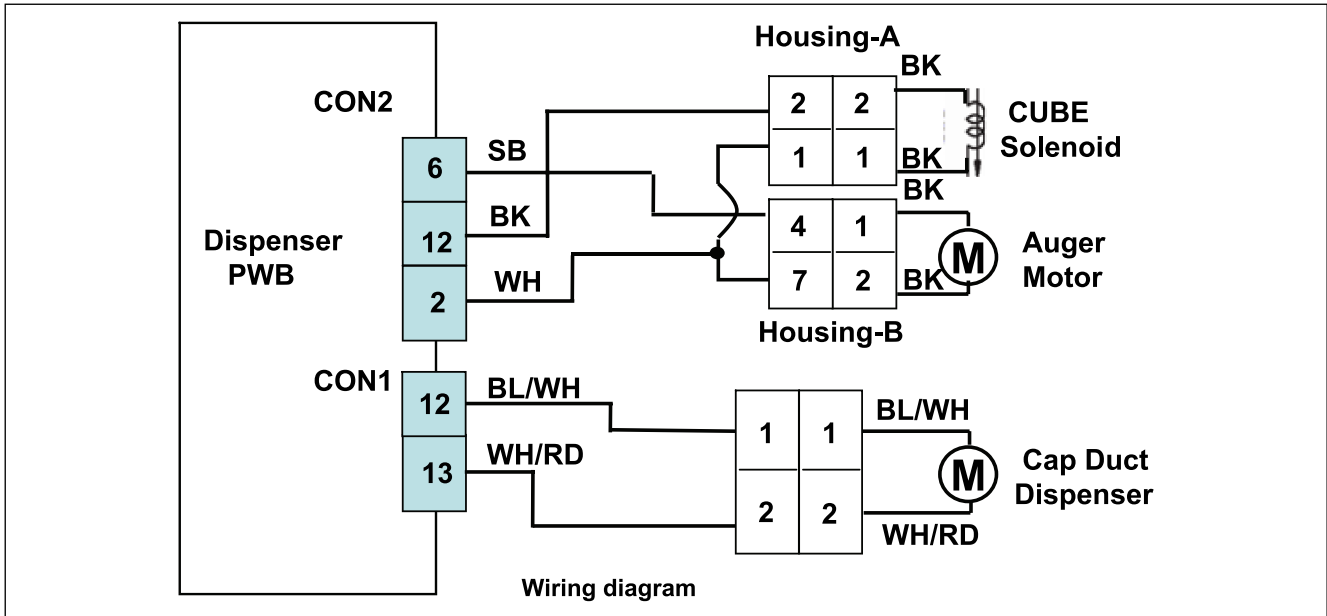 Housing-A
BK
CON2
2 2
CUBE
Solenoid
1 1
BK
6
SB
BK
12
BK
4 1
Auger
Motor
M
Dispenser
PWB
2
WH
7 2
BK
Housing-B
CON1
12
BL/WH
1 1
BL/WH
13
WH/RD
M
Cap Duct
Dispenser
2 2
WH/RD
Wiring diagram